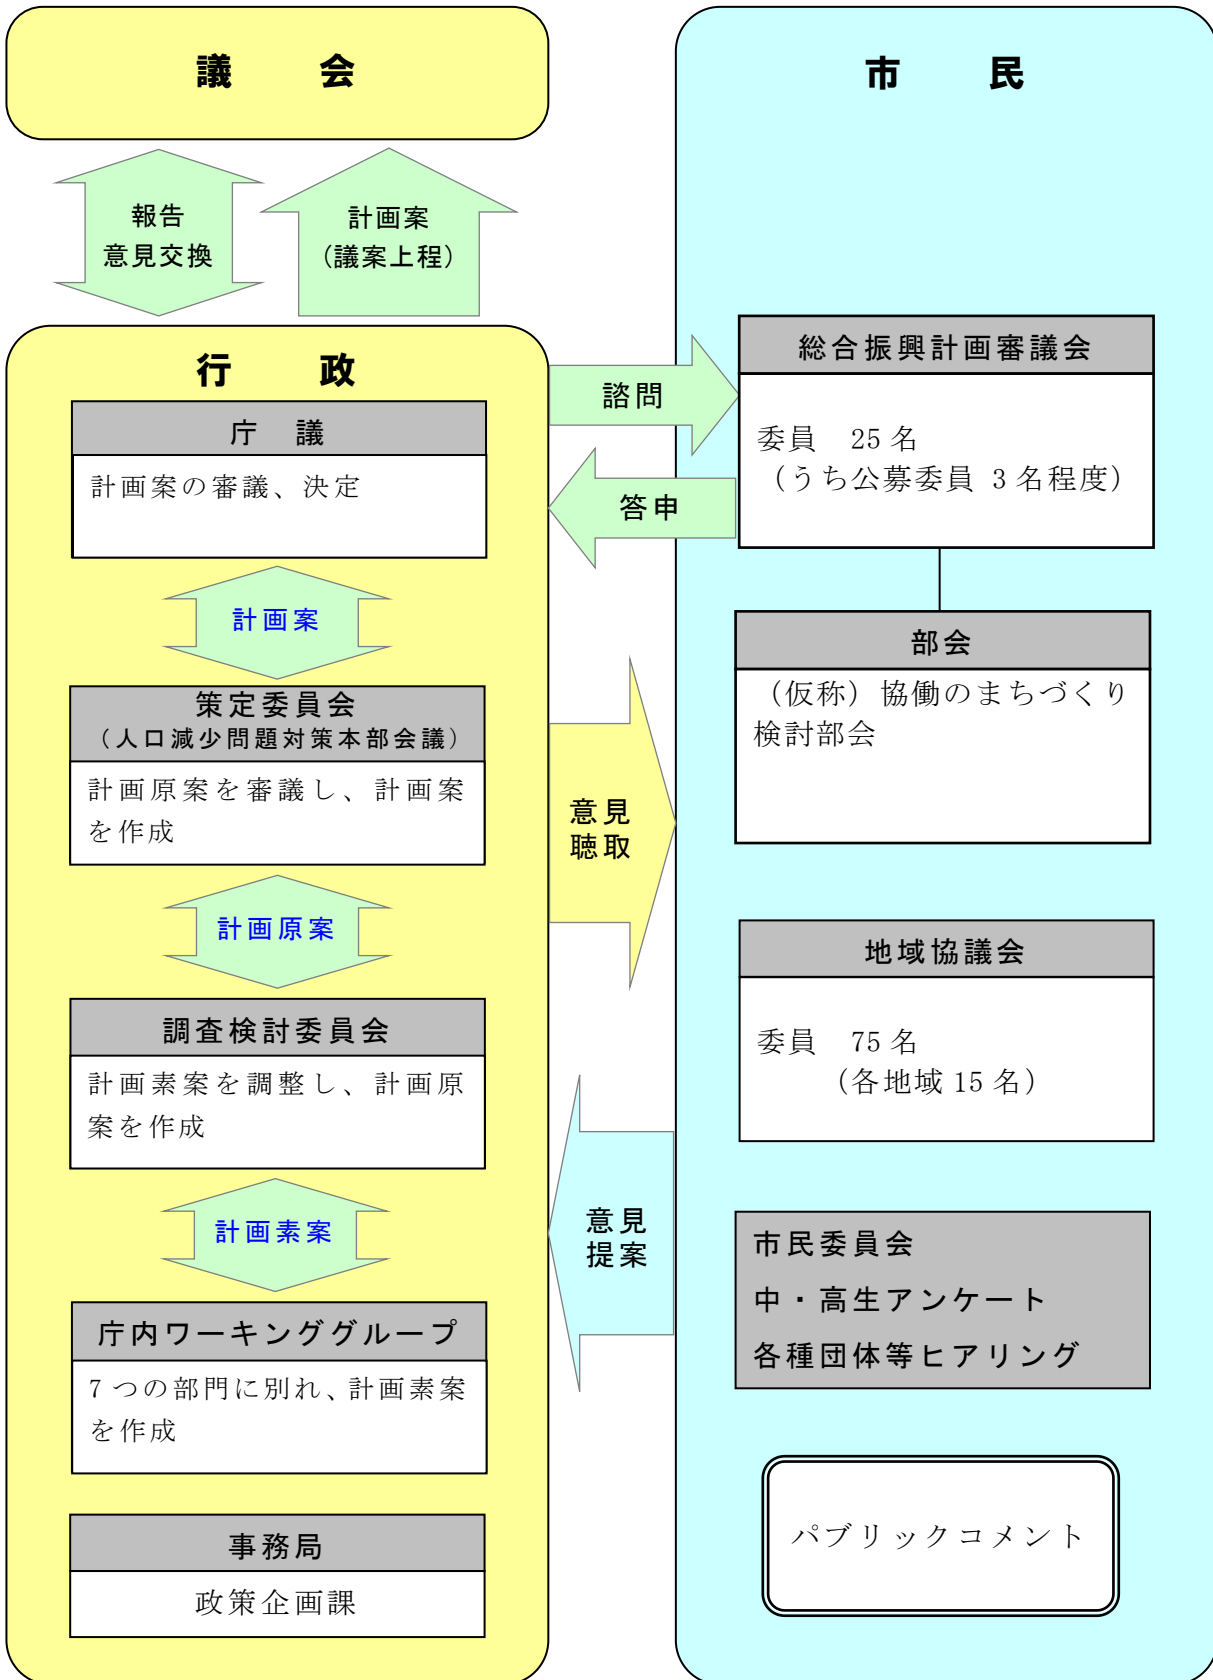 議　会
報告
意見交換
計画案
（議案上程）
行　政
庁　議
計画案の審議、決定
計画案
策定委員会
（人口減少問題対策本部会議）
計画原案を審議し、計画案
を作成
計画原案
調査検討委員会
計画素案を調整し、計画原
案を作成
計画素案
庁内ワーキンググループ
7つの部門に別れ、計画素案
を作成
事務局
政策企画課
諮問
答申
意見
聴取
意見
提案
市　民
総合振興計画審議会
委員　25名
（うち公募委員 3名程度）
部会
（仮称）協働のまちづくり
検討部会
地域協議会
委員　75名
（各地域15名）
市民委員会
中・高生アンケート
各種団体等ヒアリング
パブリックコメント